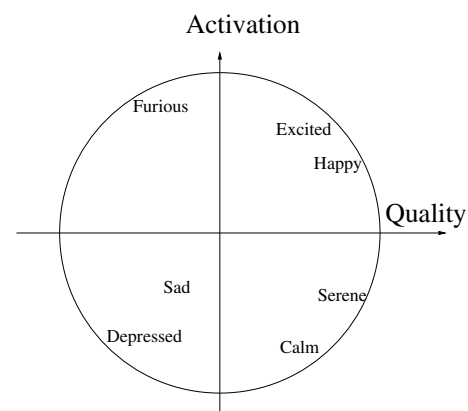 Activation
Furious
Excited
Happy
Quality
Sad
Serene
Depressed
Calm